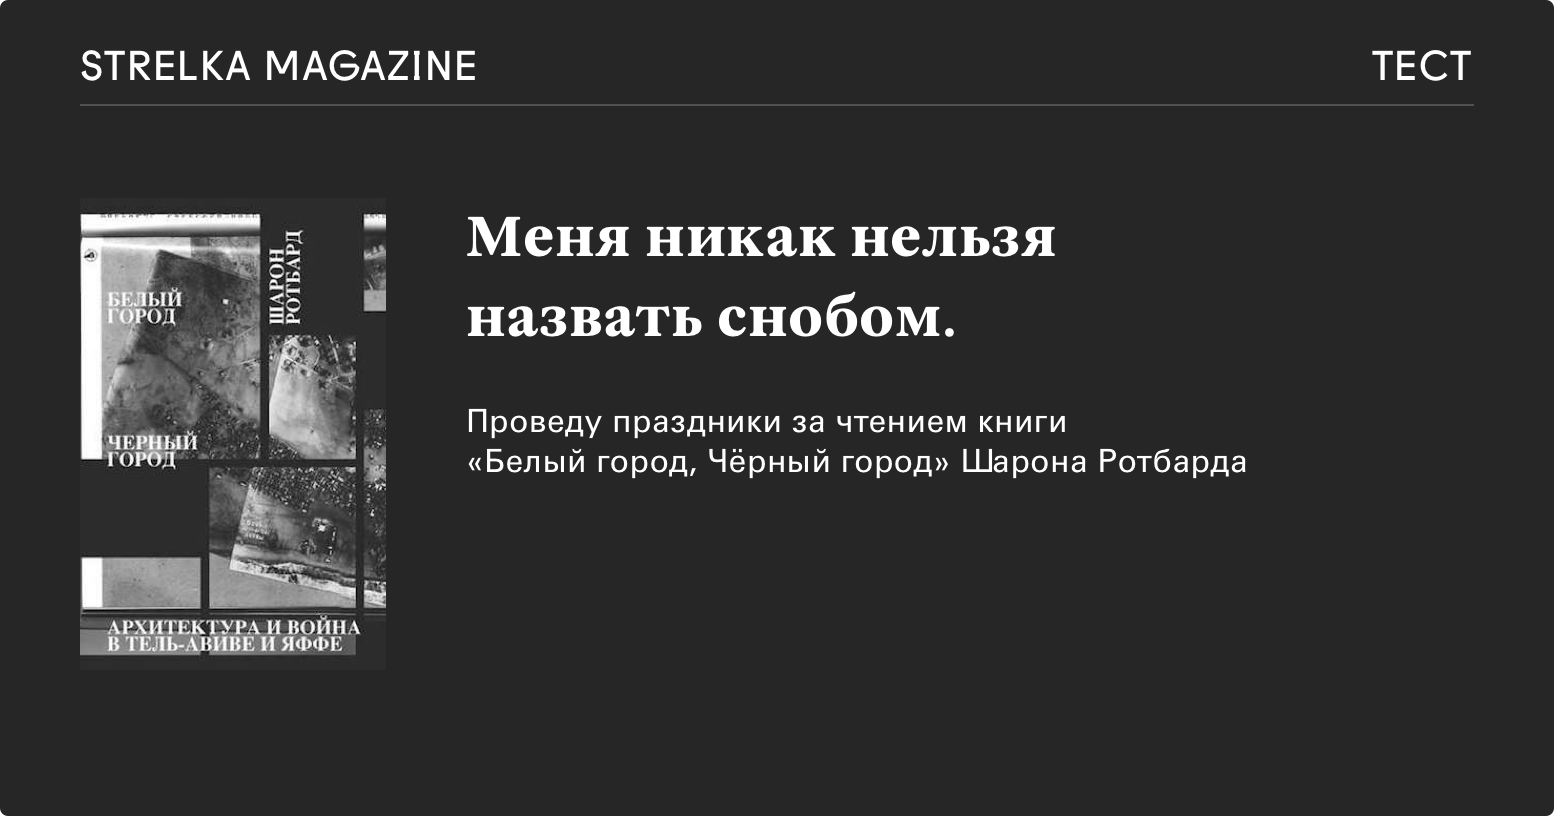 STRELKA MAGAZINE
ТЕСТ
БЕЛЫЙ
ГОРОД
ШАРОН
РОТБАРД
ЧЕРНЫЙ
ГОРОД
АРХИТЕКТУРА И ВОЙНА
В ТЕЛЬ-АВИВЕ И ЯФФЕ
Меня никак нельзя
назвать снобом.
Проведу праздники за чтением книги
«Белый город, Чёрный город» Шарона Ротбарда